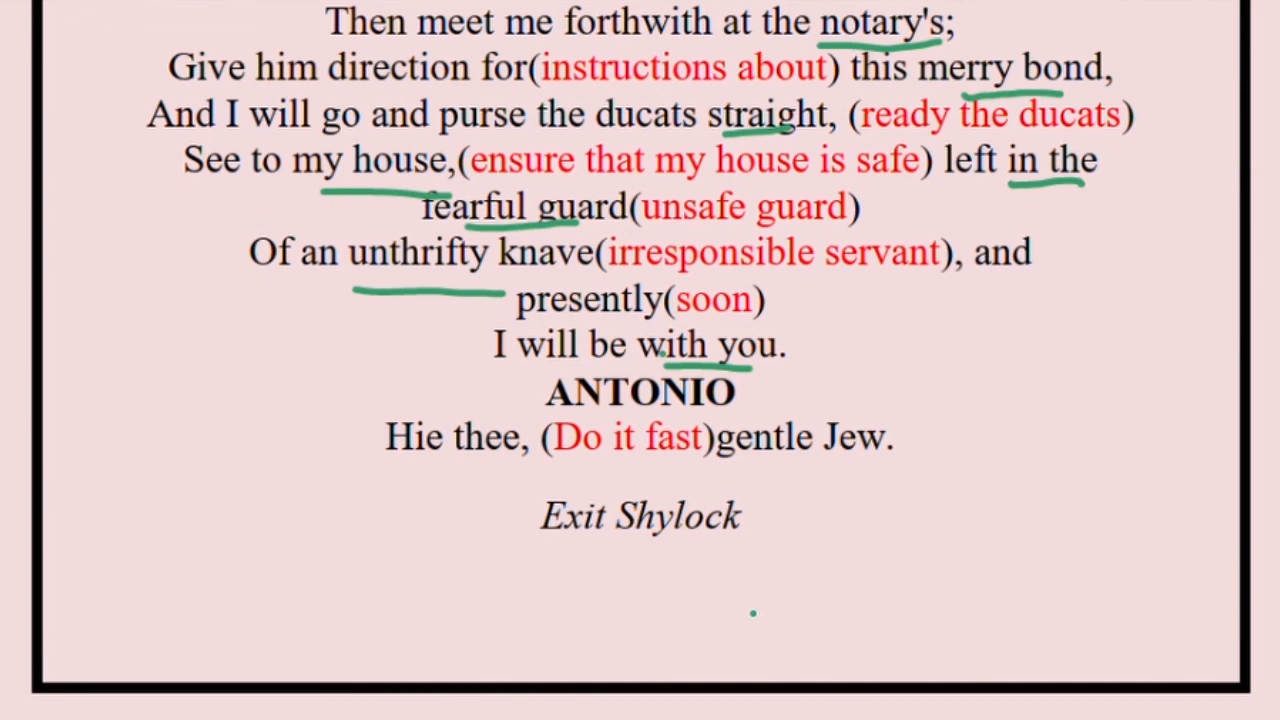 Then meet me forthwith at the notary's;
Give him direction for(instructions about) this merry bond,
And I will go and purse the ducats straight, (ready the ducats)
See to my house,(ensure that my house is safe) left in the
fearful guard(unsafe guard)
Of an unthrifty knave(irresponsible servant), and
presently(soon)
I will be with you.
ANTONIO
Hie thee, (Do it fast)gentle Jew.
Exit Shylock